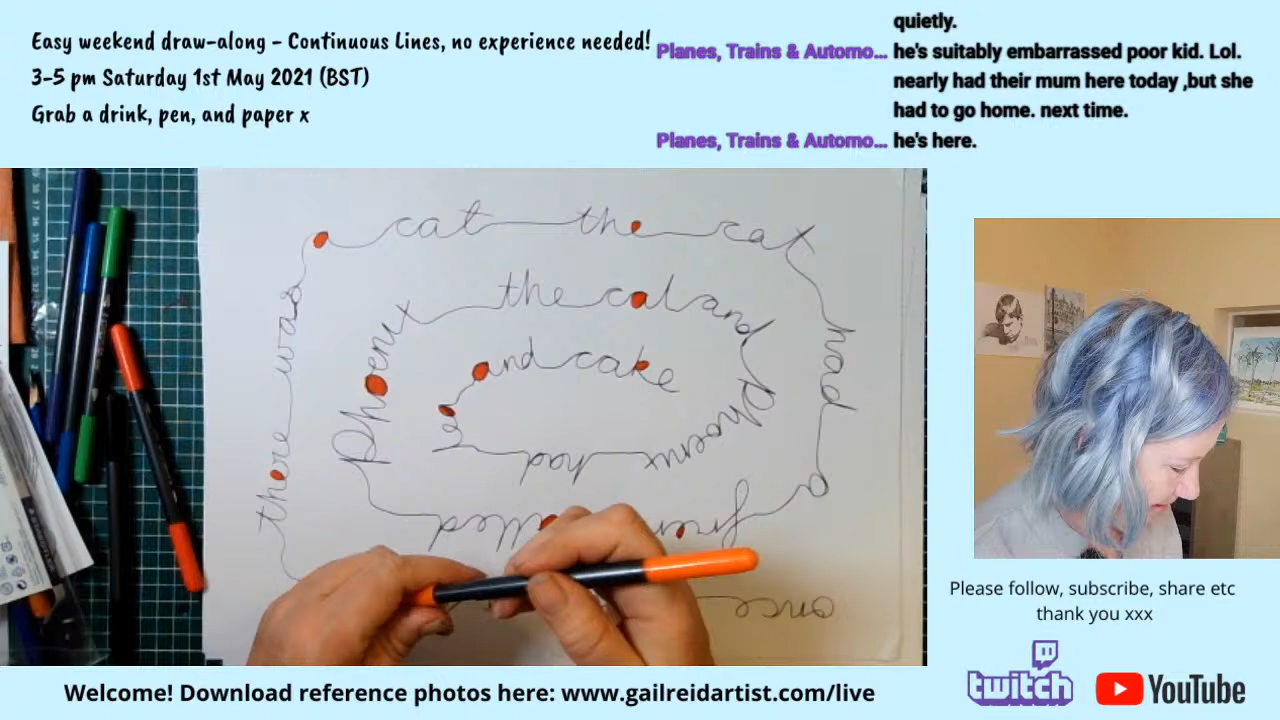 Easy weekend draw-along - Continuous Lines, no experience needed!
3-5 pm Saturday 1st May 2021 (BST)
Grab a drink, pen, and paper x
quietly.
Planes, Trains & Automo... he's suitably embarrassed poor kid. Lol.
nearly had their mum here today ,but she
had to go home. next time.
Planes, Trains & Automo... he's here.
once
there was
a cat the cat
had a
called
Phoenix
the cat and
Phoenix had
tea
and cake
Please follow, subscribe, share etc
thank you xxx
twitch
YouTube
Welcome! Download reference photos here: www.gailreidartist.com/live